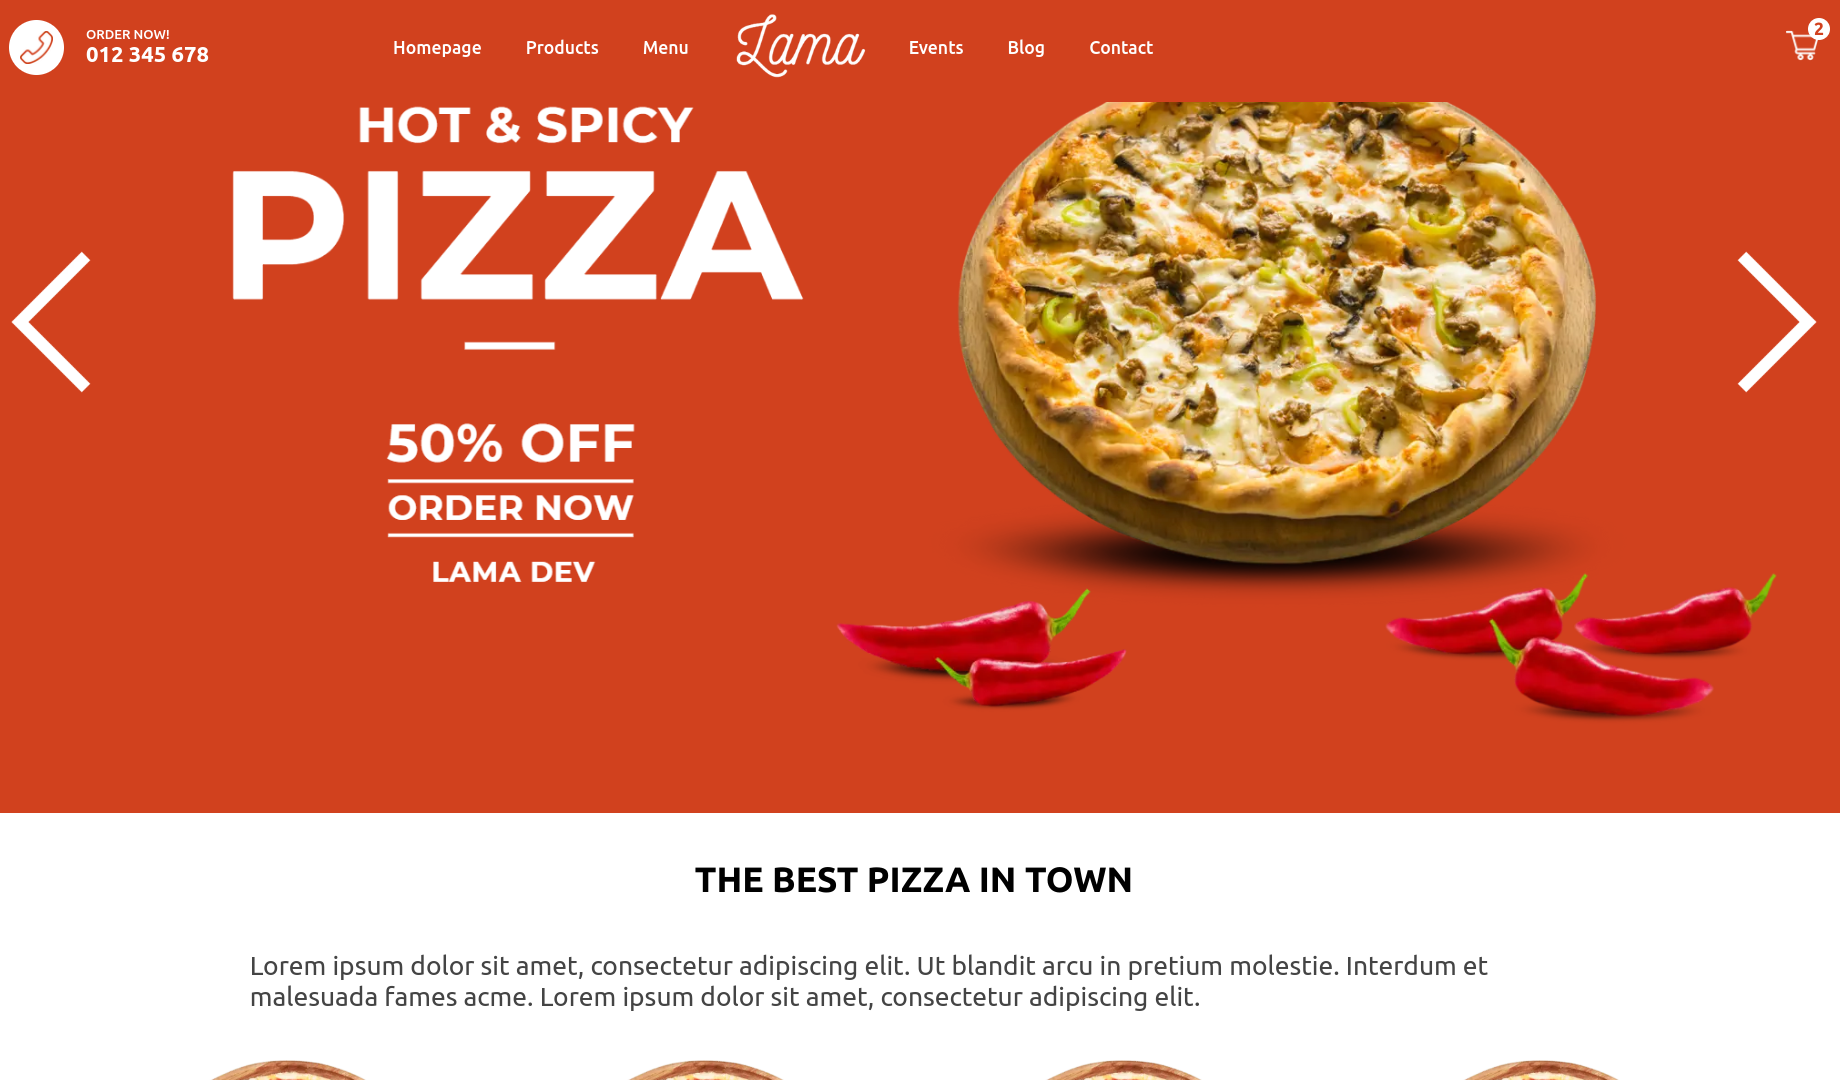 ORDER NOW!
012 345 678
Homepage
Products
Menu
Lama
Events
Blog
Contact
2
HOT & SPICY
PIZZA
50% OFF
ORDER NOW
LAMA DEV
THE BEST PIZZA IN TOWN
Lorem ipsum dolor sit amet, consectetur adipiscing elit. Ut blandit arcu in pretium molestie. Interdum et
malesuada fames acme. Lorem ipsum dolor sit amet, consectetur adipiscing elit.